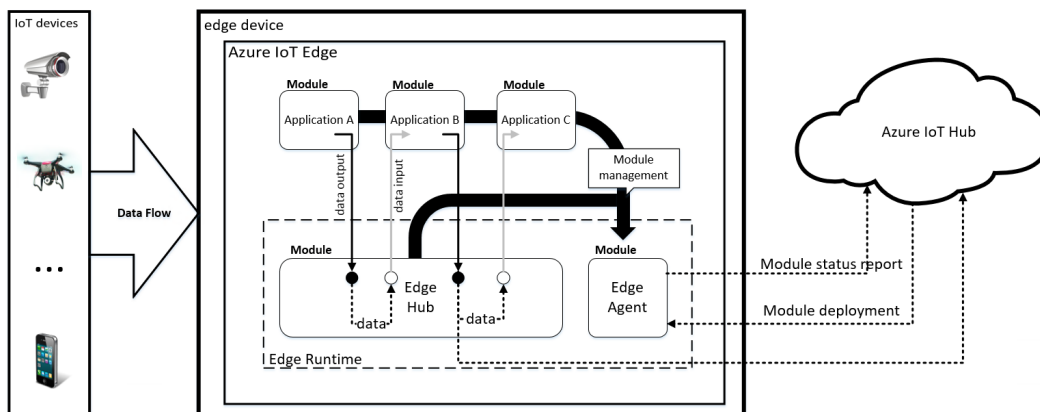 IoT devices
...
Data Flow
edge device
Azure IoT Edge
Module
Application A
Module
Application B
Module
Application C
data output
data input
Module
management
Module
Edge
Hub
data
data
Module
Edge
Agent
Edge Runtime
Azure IoT Hub
Module status report
Module deployment